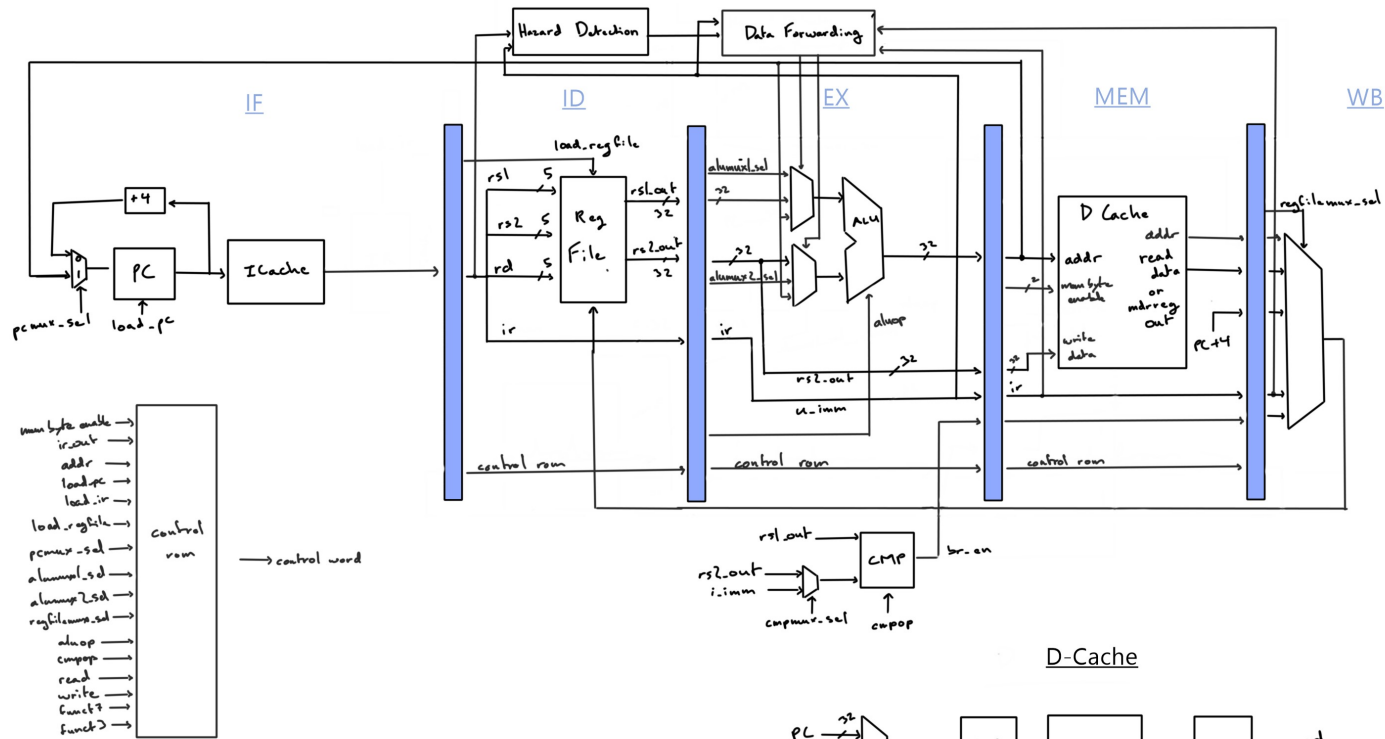 Hazard Detection
Data Forwarding
IF
ID
EX
MEM
WB
load_regfile
rs1
5
rs2
5
rd
5
Reg
File
rs1_out
32
rs2_out
32
ir
alumux1_sel
32
32
alumux2_sel
ALU
32
aluop
ir
rs2_out
32
u_imm
D Cache
addr
mem byte
enable
write
data
addr
read
data
or
mdrreg
out
2
32
ir
PC+4
regfilemux_sel
+4
0
1
PC
ICache
pcmux_sel
load_pc
control rom
control rom
control rom
mem byte enable
ir_out
addr
load_pc
load_ir
load_regfile
pcmux_sel
alumux1_sel
alumux2_sel
regfilemux_sel
aluop
cmpop
read
write
funct7
funct3
control
rom
control word
rs1_out
rs2_out
i_imm
cmpmux_sel
CMP
cmpop
br_en
D-Cache
PC
32